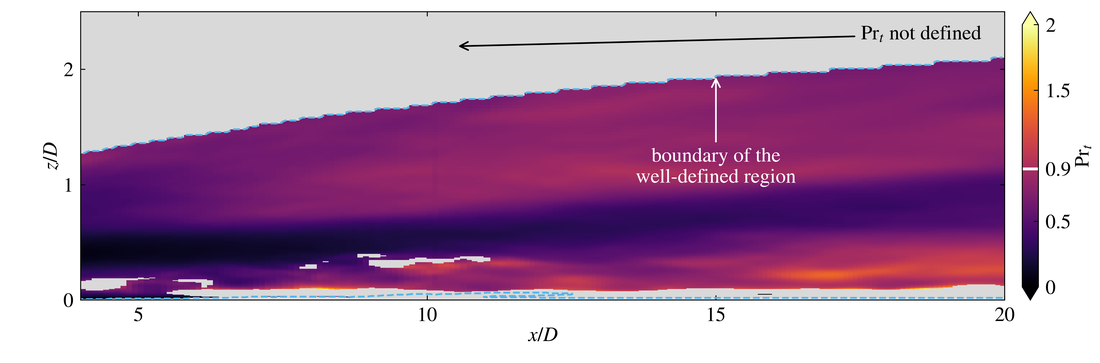 Pr_t not defined
boundary of the
well-defined region
z/D
2
1
0
5
10
15
20
x/D
2
1.5
0.9
0.5
0
Pr_t